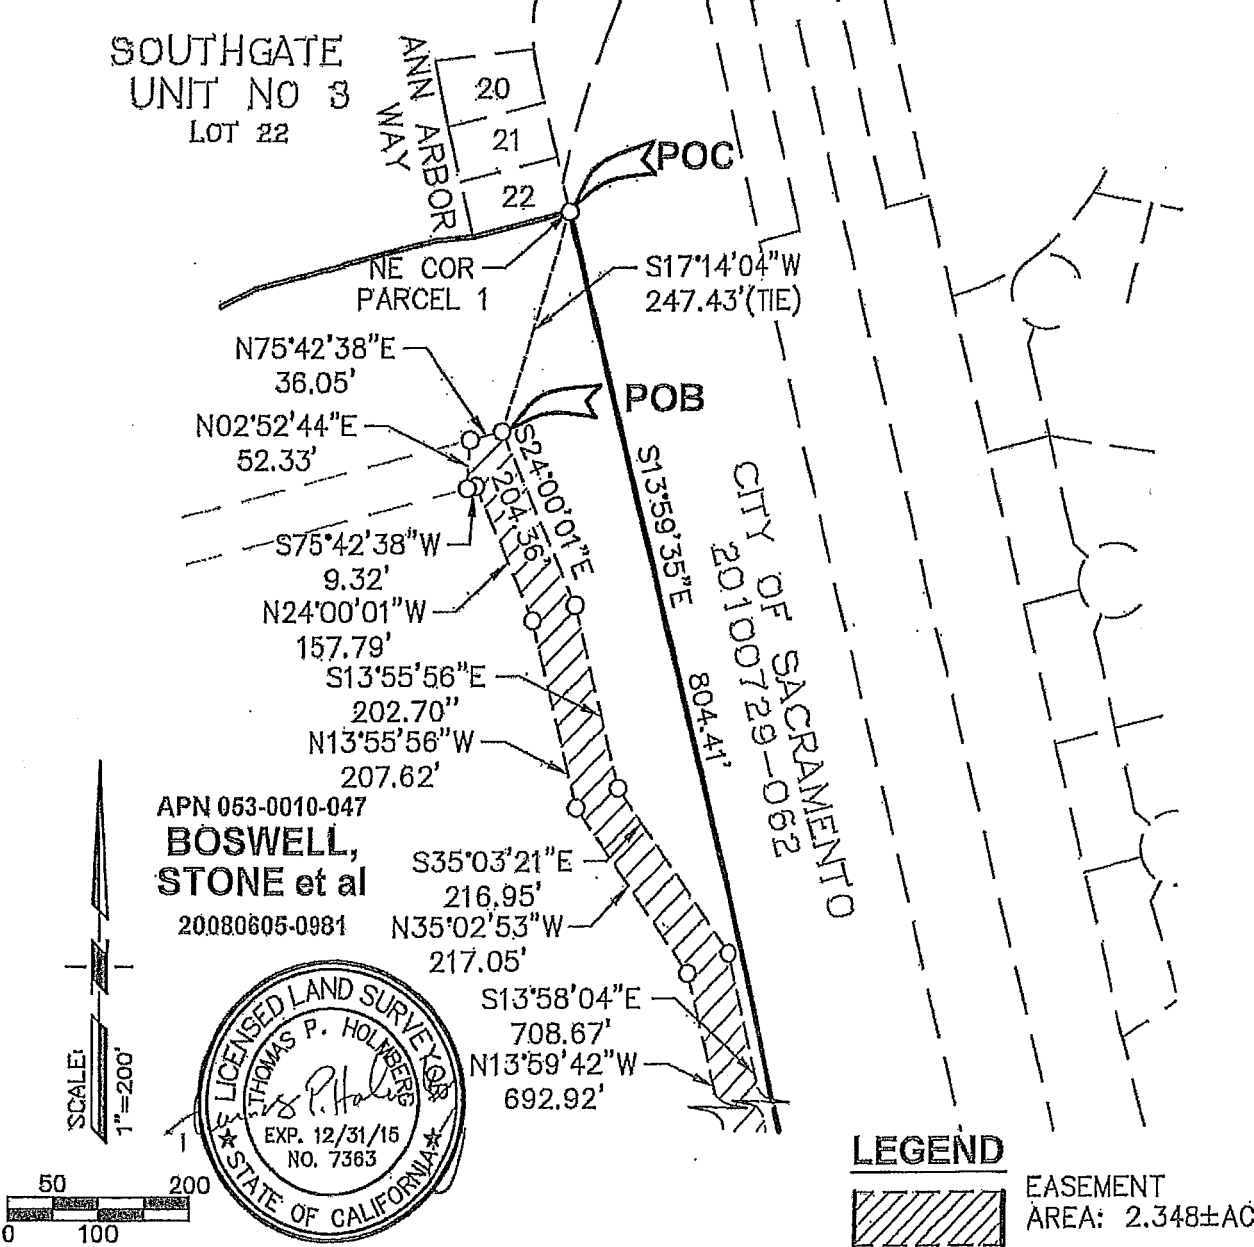 SOUTHGATE
UNIT NO 3
LOT 22
ANN ARBOR
WAY
20
21
22
POC
NE COR
PARCEL 1
S17°14'04"W
247.43'(TIE)
N75°42'38"E
36.05'
POB
N02°52'44"E
52.33'
S24°00'01"E
204.36'
S13°59'35"E
804.41'
CITY OF SACRAMENTO
20100729-062
S75°42'38"W
9.32'
N24°00'01"W
157.79'
S13°55'56"E
202.70"
N13°55'56"W
207.62'
APN 053-0010-047
BOSWELL,
STONE et al
20080605-0981
S35°03'21"E
216.95'
N35°02'53"W
217.05'
S13°58'04"E
708.67'
N13°59'42"W
692.92'
SCALE:
1"=200'
LICENSED LAND SURVEYOR
THOMAS P. HOLMBERG
EXP. 12/31/15
NO. 7363
STATE OF CALIFORNIA
50 200
0 100
LEGEND
EASEMENT
AREA: 2.348±AC